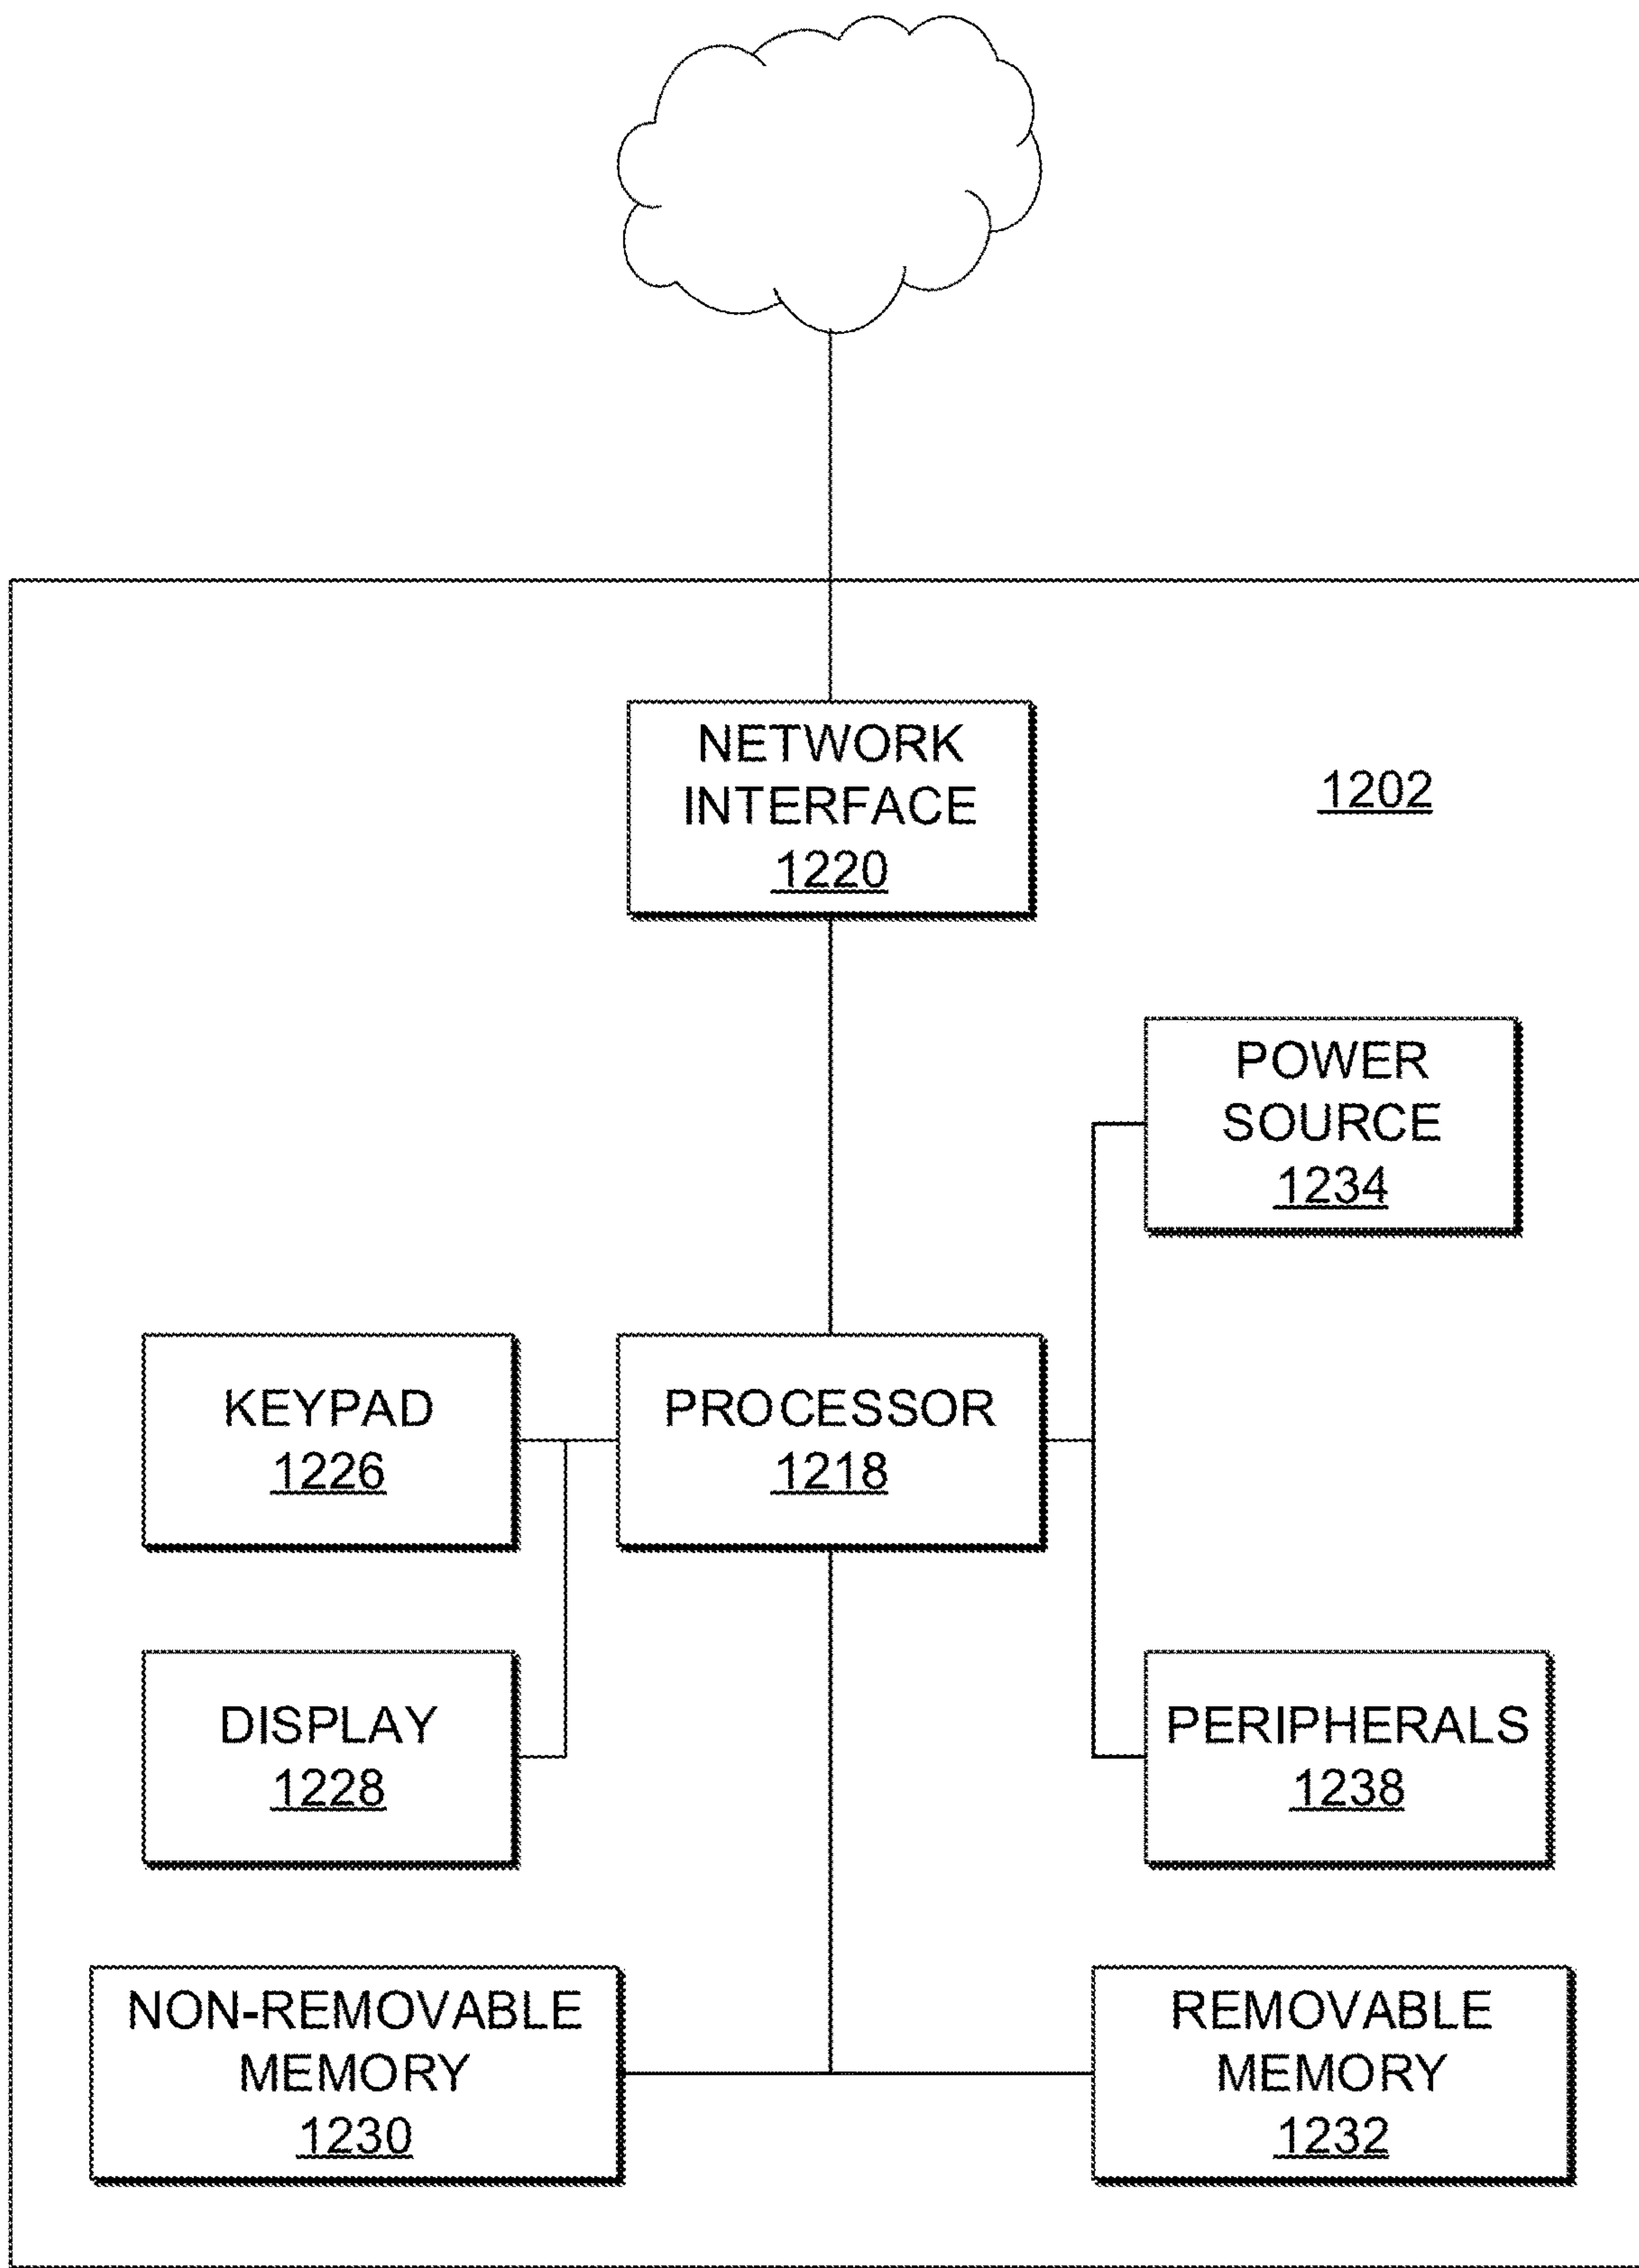 NETWORK
INTERFACE
1220
1202
POWER
SOURCE
1234
KEYPAD
1226
PROCESSOR
1218
DISPLAY
1228
PERIPHERALS
1238
NON-REMOVABLE
MEMORY
1230
REMOVABLE
MEMORY
1232